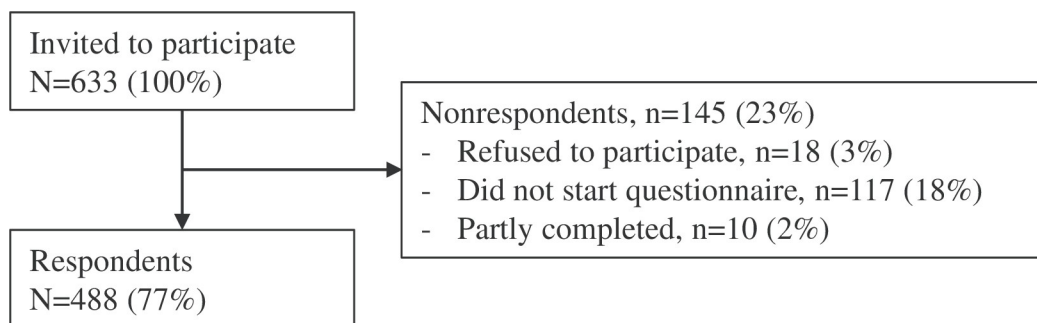 Invited to participate
N=633 (100%)
Nonrespondents, n=145 (23%)
- Refused to participate, n=18 (3%)
- Did not start questionnaire, n=117 (18%)
- Partly completed, n=10 (2%)
Respondents
N=488 (77%)